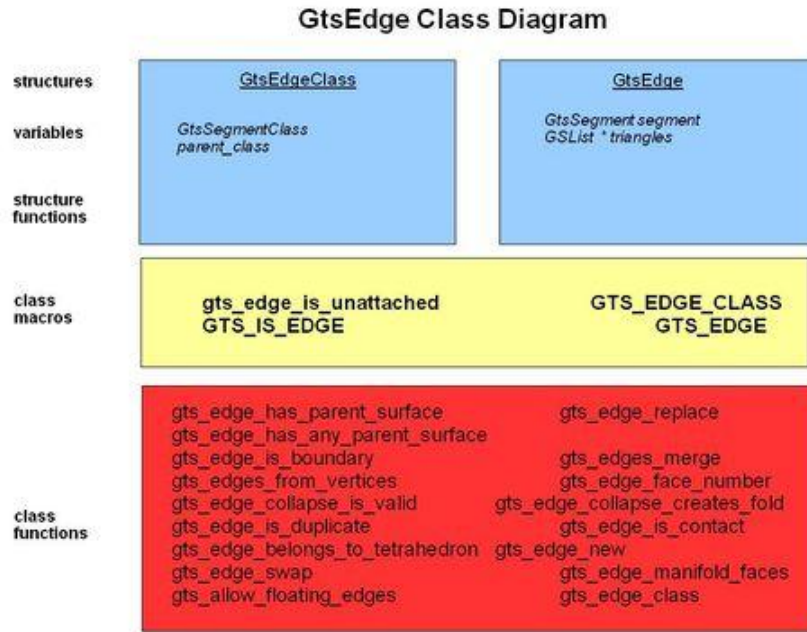 GtsEdge Class Diagram
structures
GtsEdgeClass
GtsEdge
variables
GtsSegmentClass
parent_class
GtsSegment segment
GSList * triangles
structure
functions
class
macros
gts_edge_is_unattached
GTS_IS_EDGE
GTS_EDGE_CLASS
GTS_EDGE
class
functions
gts_edge_has_parent_surface
gts_edge_has_any_parent_surface
gts_edge_is_boundary
gts_edges_from_vertices
gts_edge_collapse_is_valid
gts_edge_is_duplicate
gts_edge_belongs_to_tetrahedron
gts_edge_swap
gts_allow_floating_edges
gts_edge_replace
gts_edges_merge
gts_edge_face_number
gts_edge_collapse_creates_fold
gts_edge_is_contact
gts_edge_new
gts_edge_manifold_faces
gts_edge_class